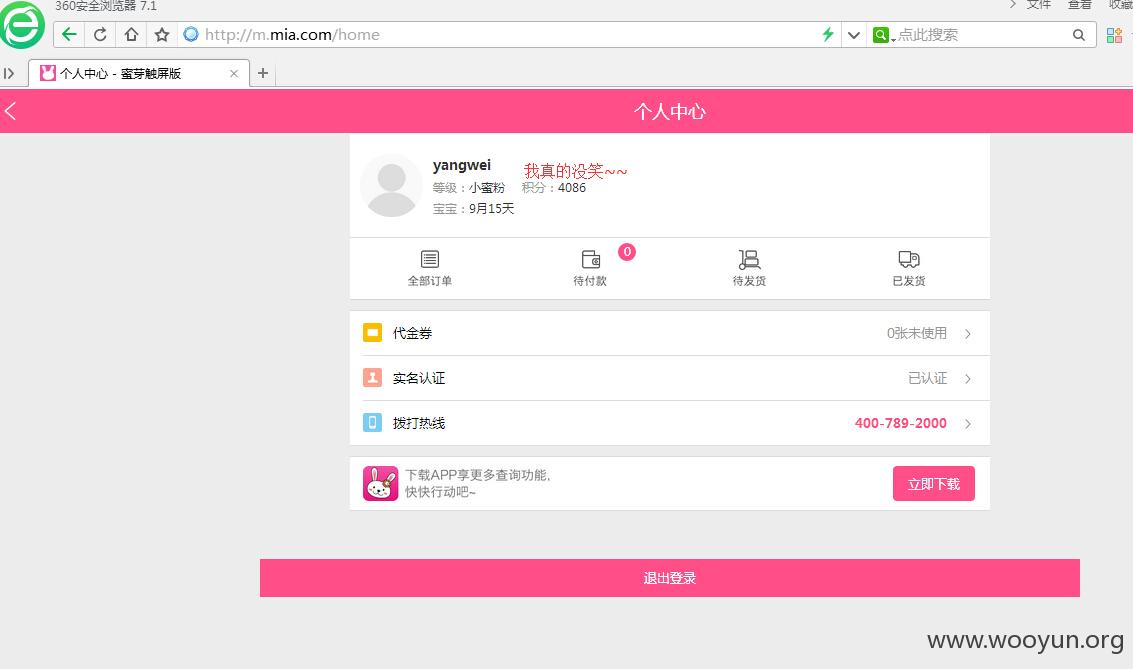 360安全浏览器 7.1
文件 查看 收藏
http://m.mia.com/home
点此搜索
个人中心 - 蜜芽触屏版
个人中心
yangwei
我真的没笑~~
等级：小蜜粉 积分：4086
宝宝：9月15天
0
全部订单 待付款 待发货 已发货
代金券 0张未使用
实名认证 已认证
拨打热线 400-789-2000
下载APP享更多查询功能,
快快行动吧~
立即下载
退出登录
www.wooyun.org